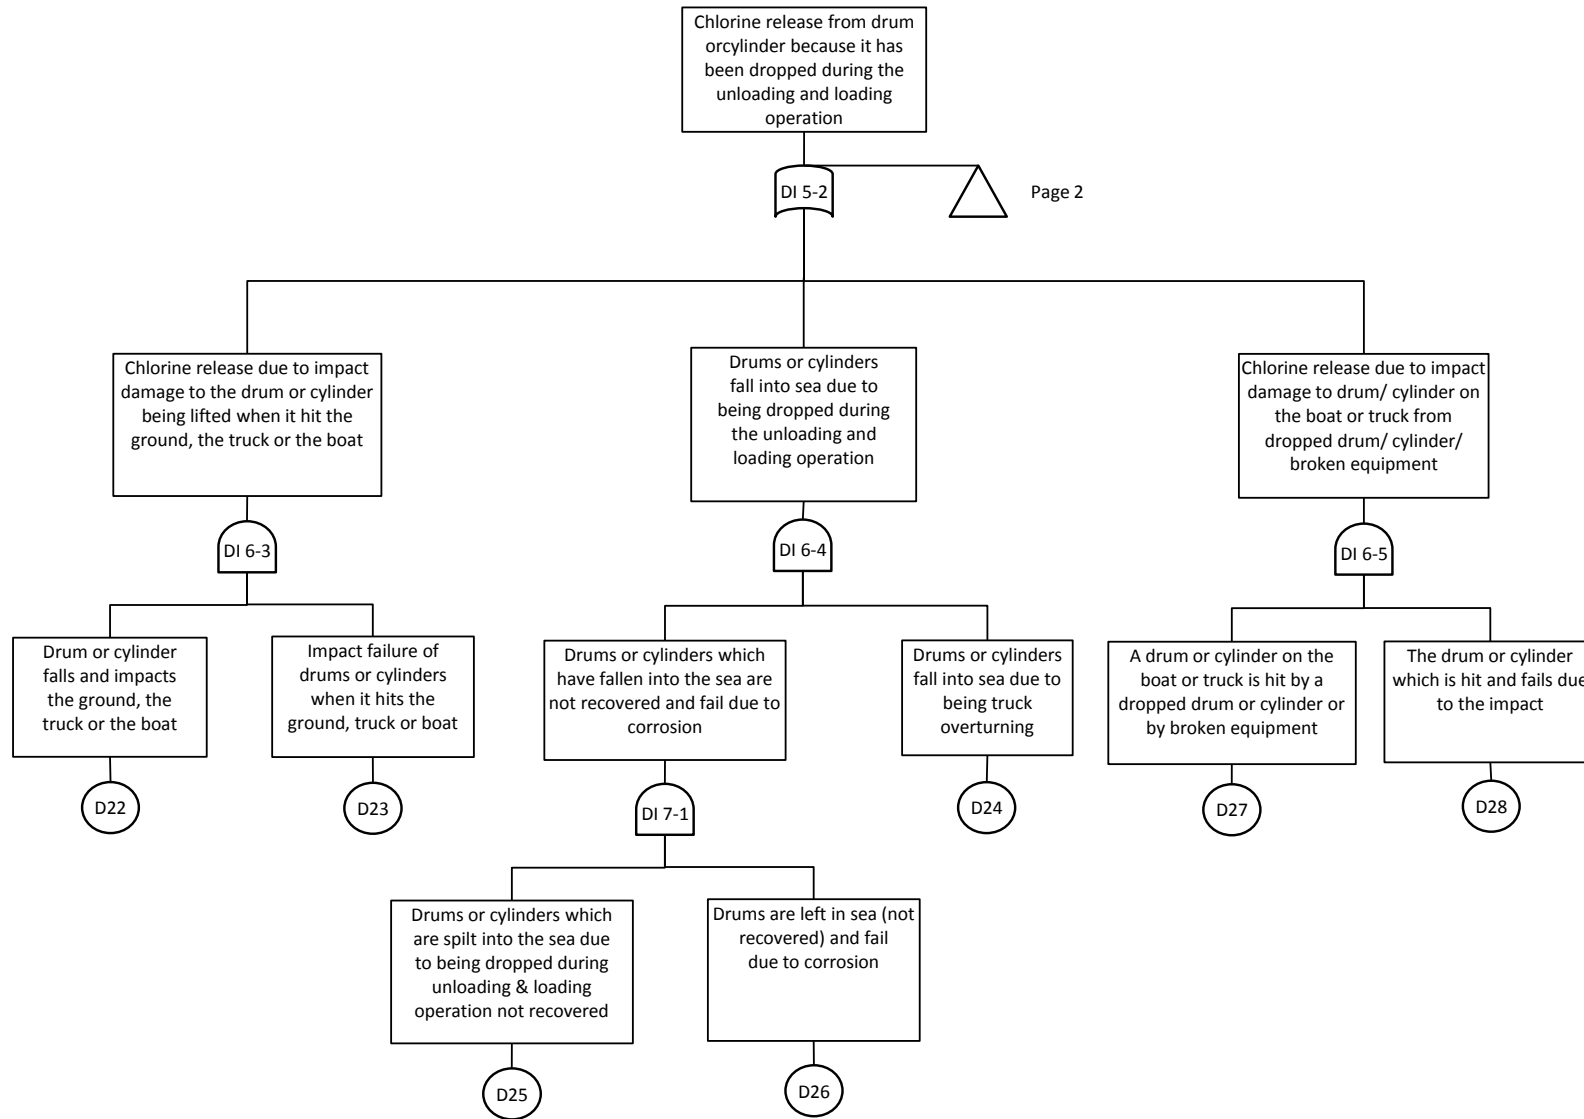 Chlorine release from drum
orcylinder because it has
been dropped during the
unloading and loading
operation
DI 5-2
Page 2
Chlorine release due to impact
damage to the drum or cylinder
being lifted when it hit the
ground, the truck or the boat
Drums or cylinders
fall into sea due to
being dropped during
the unloading and
loading operation
Chlorine release due to impact
damage to drum/ cylinder on
the boat or truck from
dropped drum/ cylinder/
broken equipment
DI 6-3
DI 6-4
DI 6-5
Drum or cylinder
falls and impacts
the ground, the
truck or the boat
Impact failure of
drums or cylinders
when it hits the
ground, truck or boat
Drums or cylinders which
have fallen into the sea are
not recovered and fail due to
corrosion
Drums or cylinders
fall into sea due to
being truck
overturning
A drum or cylinder on the
boat or truck is hit by a
dropped drum or cylinder or
by broken equipment
The drum or cylinder
which is hit and fails due
to the impact
D22
D23
DI 7-1
D24
D27
D28
Drums or cylinders which
are spilt into the sea due
to being dropped during
unloading & loading
operation not recovered
Drums are left in sea (not
recovered) and fail
due to corrosion
D25
D26